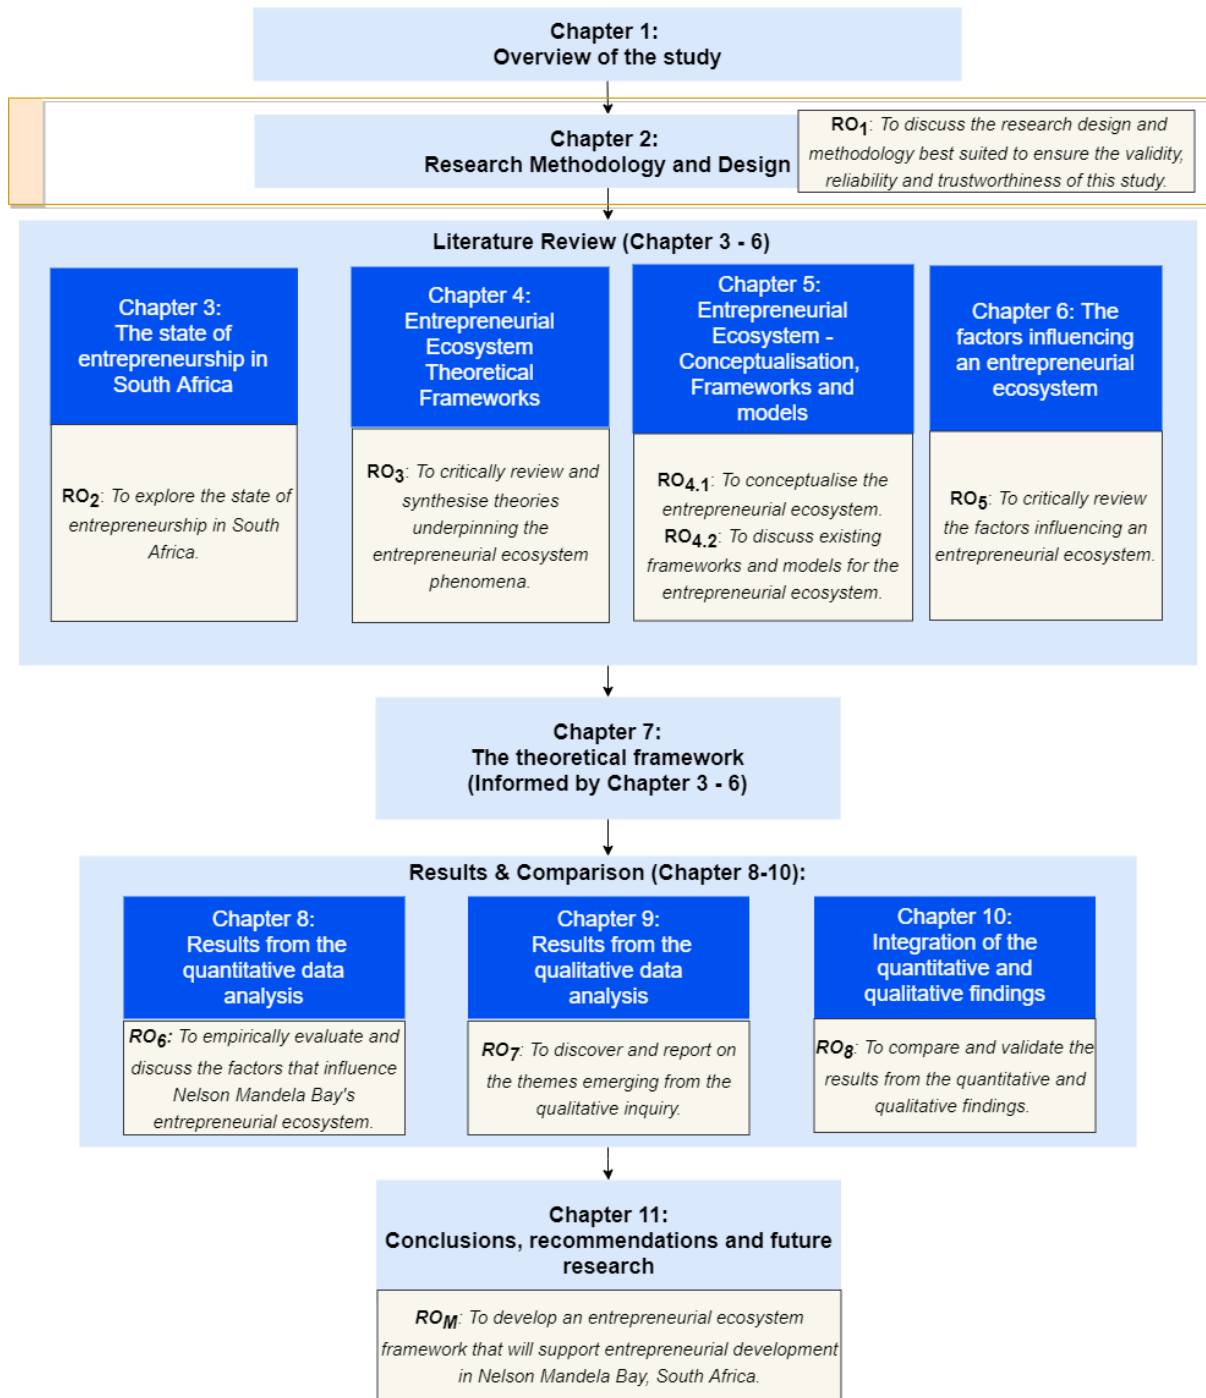 Chapter 1:
Overview of the study
Chapter 2:
Research Methodology and Design
RO1: To discuss the research design and
methodology best suited to ensure the validity,
reliability and trustworthiness of this study.
Literature Review (Chapter 3 - 6)
Chapter 3:
The state of
entrepreneurship in
South Africa
RO2: To explore the state of
entrepreneurship in South
Africa.
Chapter 4:
Entrepreneurial
Ecosystem
Theoretical
Frameworks
RO3: To critically review and
synthesise theories
underpinning the
entrepreneurial ecosystem
phenomena.
Chapter 5:
Entrepreneurial
Ecosystem -
Conceptualisation,
Frameworks and
models
RO4.1: To conceptualise the
entrepreneurial ecosystem.
RO4.2: To discuss existing
frameworks and models for the
entrepreneurial ecosystem.
Chapter 6: The
factors influencing
an entrepreneurial
ecosystem
RO5: To critically review
the factors influencing an
entrepreneurial ecosystem.
Chapter 7:
The theoretical framework
(Informed by Chapter 3 - 6)
Results & Comparison (Chapter 8-10):
Chapter 8:
Results from the
quantitative data
analysis
RO6: To empirically evaluate and
discuss the factors that influence
Nelson Mandela Bay's
entrepreneurial ecosystem.
Chapter 9:
Results from the
qualitative data
analysis
RO7: To discover and report on
the themes emerging from the
qualitative inquiry.
Chapter 10:
Integration of the
quantitative and
qualitative findings
RO8: To compare and validate the
results from the quantitative and
qualitative findings.
Chapter 11:
Conclusions, recommendations and future
research
ROM: To develop an entrepreneurial ecosystem
framework that will support entrepreneurial development
in Nelson Mandela Bay, South Africa.